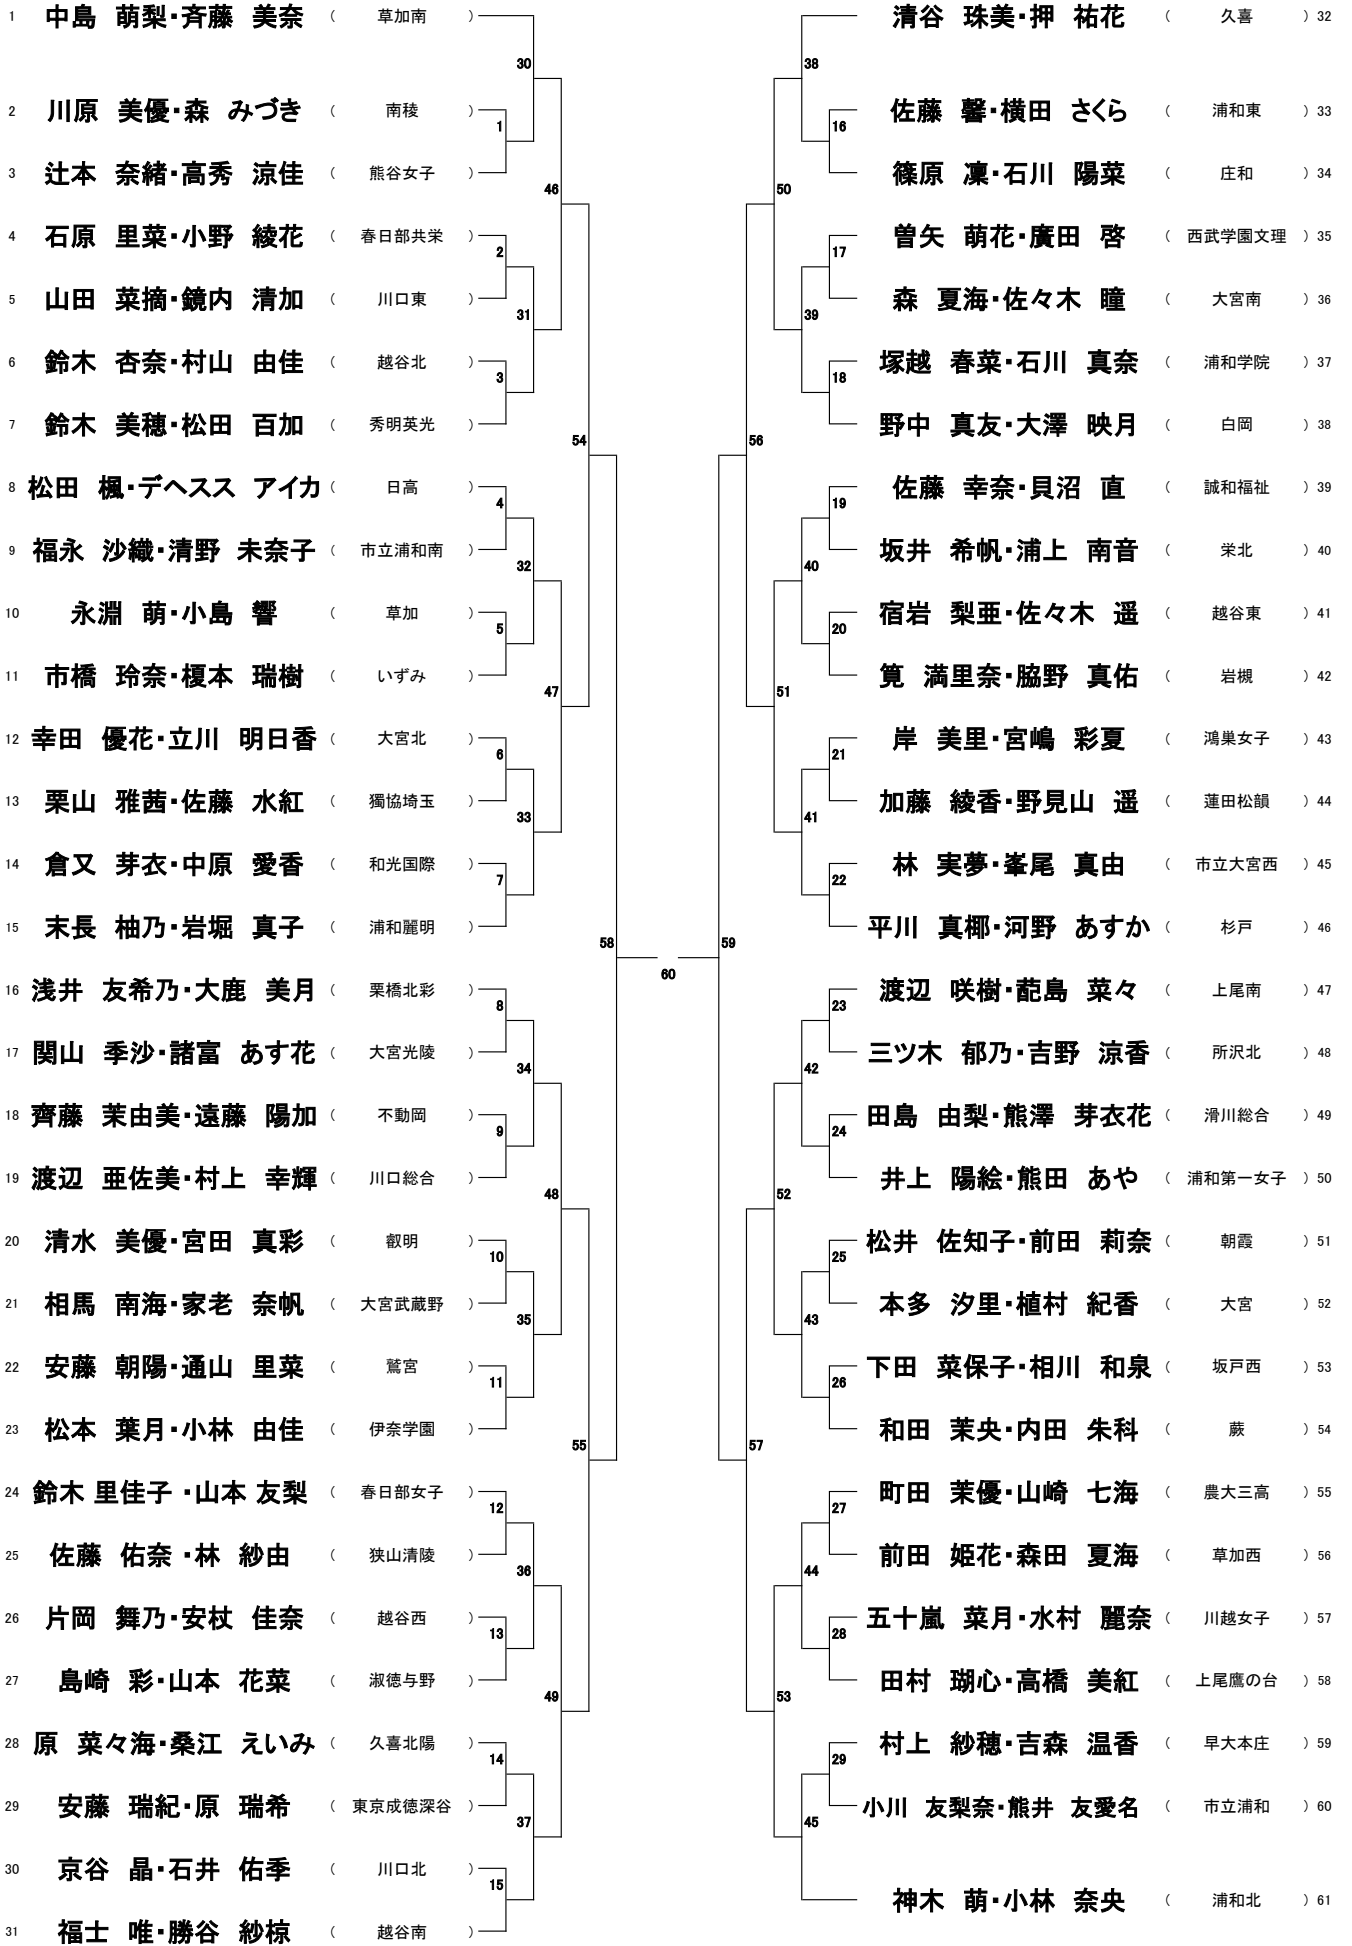 1 中島 萌梨・斉藤 美奈 （ 草加南 ）
2 川原 美優・森 みづき （ 南稜 ）
3 辻本 奈緒・高秀 涼佳 （ 熊谷女子 ）
4 石原 里菜・小野 綾花 （ 春日部共栄 ）
5 山田 菜摘・鏡内 清加 （ 川口東 ）
6 鈴木 杏奈・村山 由佳 （ 越谷北 ）
7 鈴木 美穂・松田 百加 （ 秀明英光 ）
8 松田 楓・デヘスス アイカ （ 日高 ）
9 福永 沙織・清野 未奈子 （ 市立浦和南 ）
10 永淵 萌・小島 響 （ 草加 ）
11 市橋 玲奈・榎本 瑞樹 （ いずみ ）
12 幸田 優花・立川 明日香 （ 大宮北 ）
13 栗山 雅茜・佐藤 水紅 （ 獨協埼玉 ）
14 倉又 芽衣・中原 愛香 （ 和光国際 ）
15 末長 柚乃・岩堀 真子 （ 浦和麗明 ）
16 浅井 友希乃・大鹿 美月 （ 栗橋北彩 ）
17 関山 季沙・諸富 あす花 （ 大宮光陵 ）
18 齊藤 茉由美・遠藤 陽加 （ 不動岡 ）
19 渡辺 亜佐美・村上 幸輝 （ 川口総合 ）
20 清水 美優・宮田 真彩 （ 叡明 ）
21 相馬 南海・家老 奈帆 （ 大宮武蔵野 ）
22 安藤 朝陽・通山 里菜 （ 鷲宮 ）
23 松本 葉月・小林 由佳 （ 伊奈学園 ）
24 鈴木 里佳子 ・山本 友梨 （ 春日部女子 ）
25 佐藤 佑奈 ・林 紗由 （ 狭山清陵 ）
26 片岡 舞乃・安杖 佳奈 （ 越谷西 ）
27 島崎 彩・山本 花菜 （ 淑徳与野 ）
28 原 菜々海・桑江 えいみ （ 久喜北陽 ）
29 安藤 瑞紀・原 瑞希 （ 東京成徳深谷 ）
30 京谷 晶・石井 佑季 （ 川口北 ）
31 福士 唯・勝谷 紗椋 （ 越谷南 ）
30
1
46
2
31
3
54
4
32
5
47
6
33
7
58
8
34
9
48
10
35
11
55
12
36
13
49
14
37
15
60
38
16
50
17
39
18
56
19
40
20
51
21
41
22
59
23
42
24
52
25
43
26
57
27
44
28
53
29
45
清谷 珠美・押 祐花 （ 久喜 ） 32
佐藤 馨・横田 さくら （ 浦和東 ） 33
篠原 凜・石川 陽菜 （ 庄和 ） 34
曽矢 萌花・廣田 啓 （ 西武学園文理 ） 35
森 夏海・佐々木 瞳 （ 大宮南 ） 36
塚越 春菜・石川 真奈 （ 浦和学院 ） 37
野中 真友・大澤 映月 （ 白岡 ） 38
佐藤 幸奈・貝沼 直 （ 誠和福祉 ） 39
坂井 希帆・浦上 南音 （ 栄北 ） 40
宿岩 梨亜・佐々木 遥 （ 越谷東 ） 41
筧 満里奈・脇野 真佑 （ 岩槻 ） 42
岸 美里・宮嶋 彩夏 （ 鴻巣女子 ） 43
加藤 綾香・野見山 遥 （ 蓮田松韻 ） 44
林 実夢・峯尾 真由 （ 市立大宮西 ） 45
平川 真梛・河野 あすか （ 杉戸 ） 46
渡辺 咲樹・蓜島 菜々 （ 上尾南 ） 47
三ツ木 郁乃・吉野 涼香 （ 所沢北 ） 48
田島 由梨・熊澤 芽衣花 （ 滑川総合 ） 49
井上 陽絵・熊田 あや （ 浦和第一女子 ） 50
松井 佐知子・前田 莉奈 （ 朝霞 ） 51
本多 汐里・植村 紀香 （ 大宮 ） 52
下田 菜保子・相川 和泉 （ 坂戸西 ） 53
和田 茉央・内田 朱科 （ 蕨 ） 54
町田 茉優・山崎 七海 （ 農大三高 ） 55
前田 姫花・森田 夏海 （ 草加西 ） 56
五十嵐 菜月・水村 麗奈 （ 川越女子 ） 57
田村 瑚心・高橋 美紅 （ 上尾鷹の台 ） 58
村上 紗穂・吉森 温香 （ 早大本庄 ） 59
小川 友梨奈・熊井 友愛名 （ 市立浦和 ） 60
神木 萌・小林 奈央 （ 浦和北 ） 61